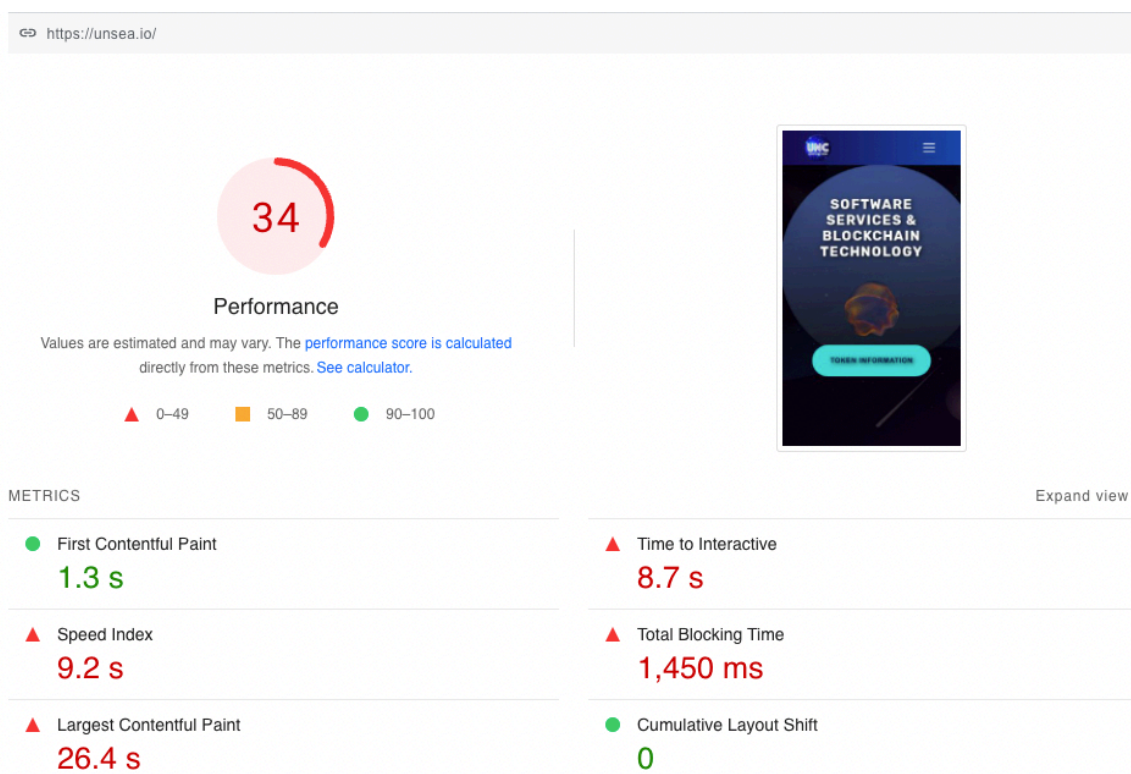 https://unsea.io/
34
Performance
Values are estimated and may vary. The performance score is calculated
directly from these metrics. See calculator.
0–49
50–89
90–100
UHC
SOFTWARE
SERVICES &
BLOCKCHAIN
TECHNOLOGY
TOKEN INFORMATION
METRICS
Expand view
First Contentful Paint
1.3 s
Time to Interactive
8.7 s
Speed Index
9.2 s
Total Blocking Time
1,450 ms
Largest Contentful Paint
26.4 s
Cumulative Layout Shift
0